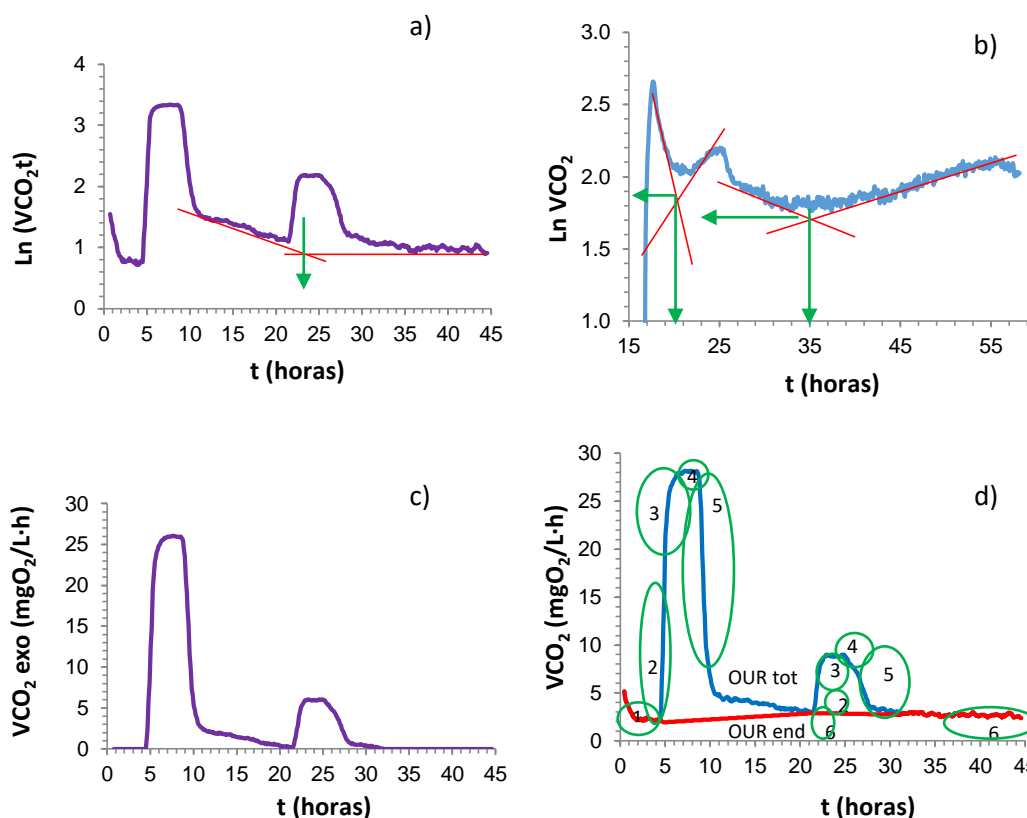 a)
Ln (VCO₂t)
4
3
2
1
0
0 5 10 15 20 25 30 35 40 45
t (horas)
b)
Ln VCO₂
3.0
2.5
2.0
1.5
1.0
15 25 35 45 55
t (horas)
c)
VCO₂ exo (mgO₂/L·h)
30
25
20
15
10
5
0
0 5 10 15 20 25 30 35 40 45
t (horas)
d)
VCO₂ (mgO₂/L·h)
30
25
20
15
10
5
0
0 5 10 15 20 25 30 35 40 45
t (horas)
1
2
3
4
5
OUR tot
OUR end
3
4
5
2
6
6